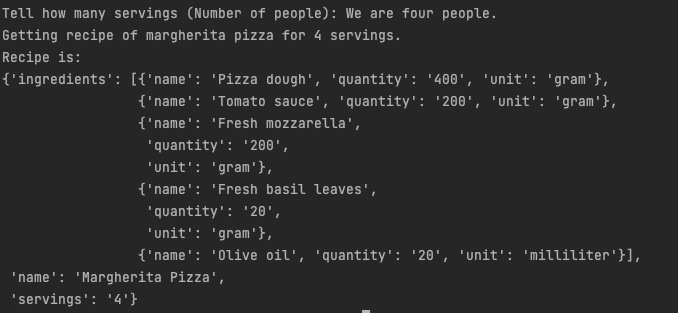 Tell how many servings (Number of people): We are four people.
Getting recipe of margherita pizza for 4 servings.
Recipe is:
{'ingredients': [{'name': 'Pizza dough', 'quantity': '400', 'unit': 'gram'},
                 {'name': 'Tomato sauce', 'quantity': '200', 'unit': 'gram'},
                 {'name': 'Fresh mozzarella',
                  'quantity': '200',
                  'unit': 'gram'},
                 {'name': 'Fresh basil leaves',
                  'quantity': '20',
                  'unit': 'gram'},
                 {'name': 'Olive oil', 'quantity': '20', 'unit': 'milliliter'}],
 'name': 'Margherita Pizza',
 'servings': '4'}